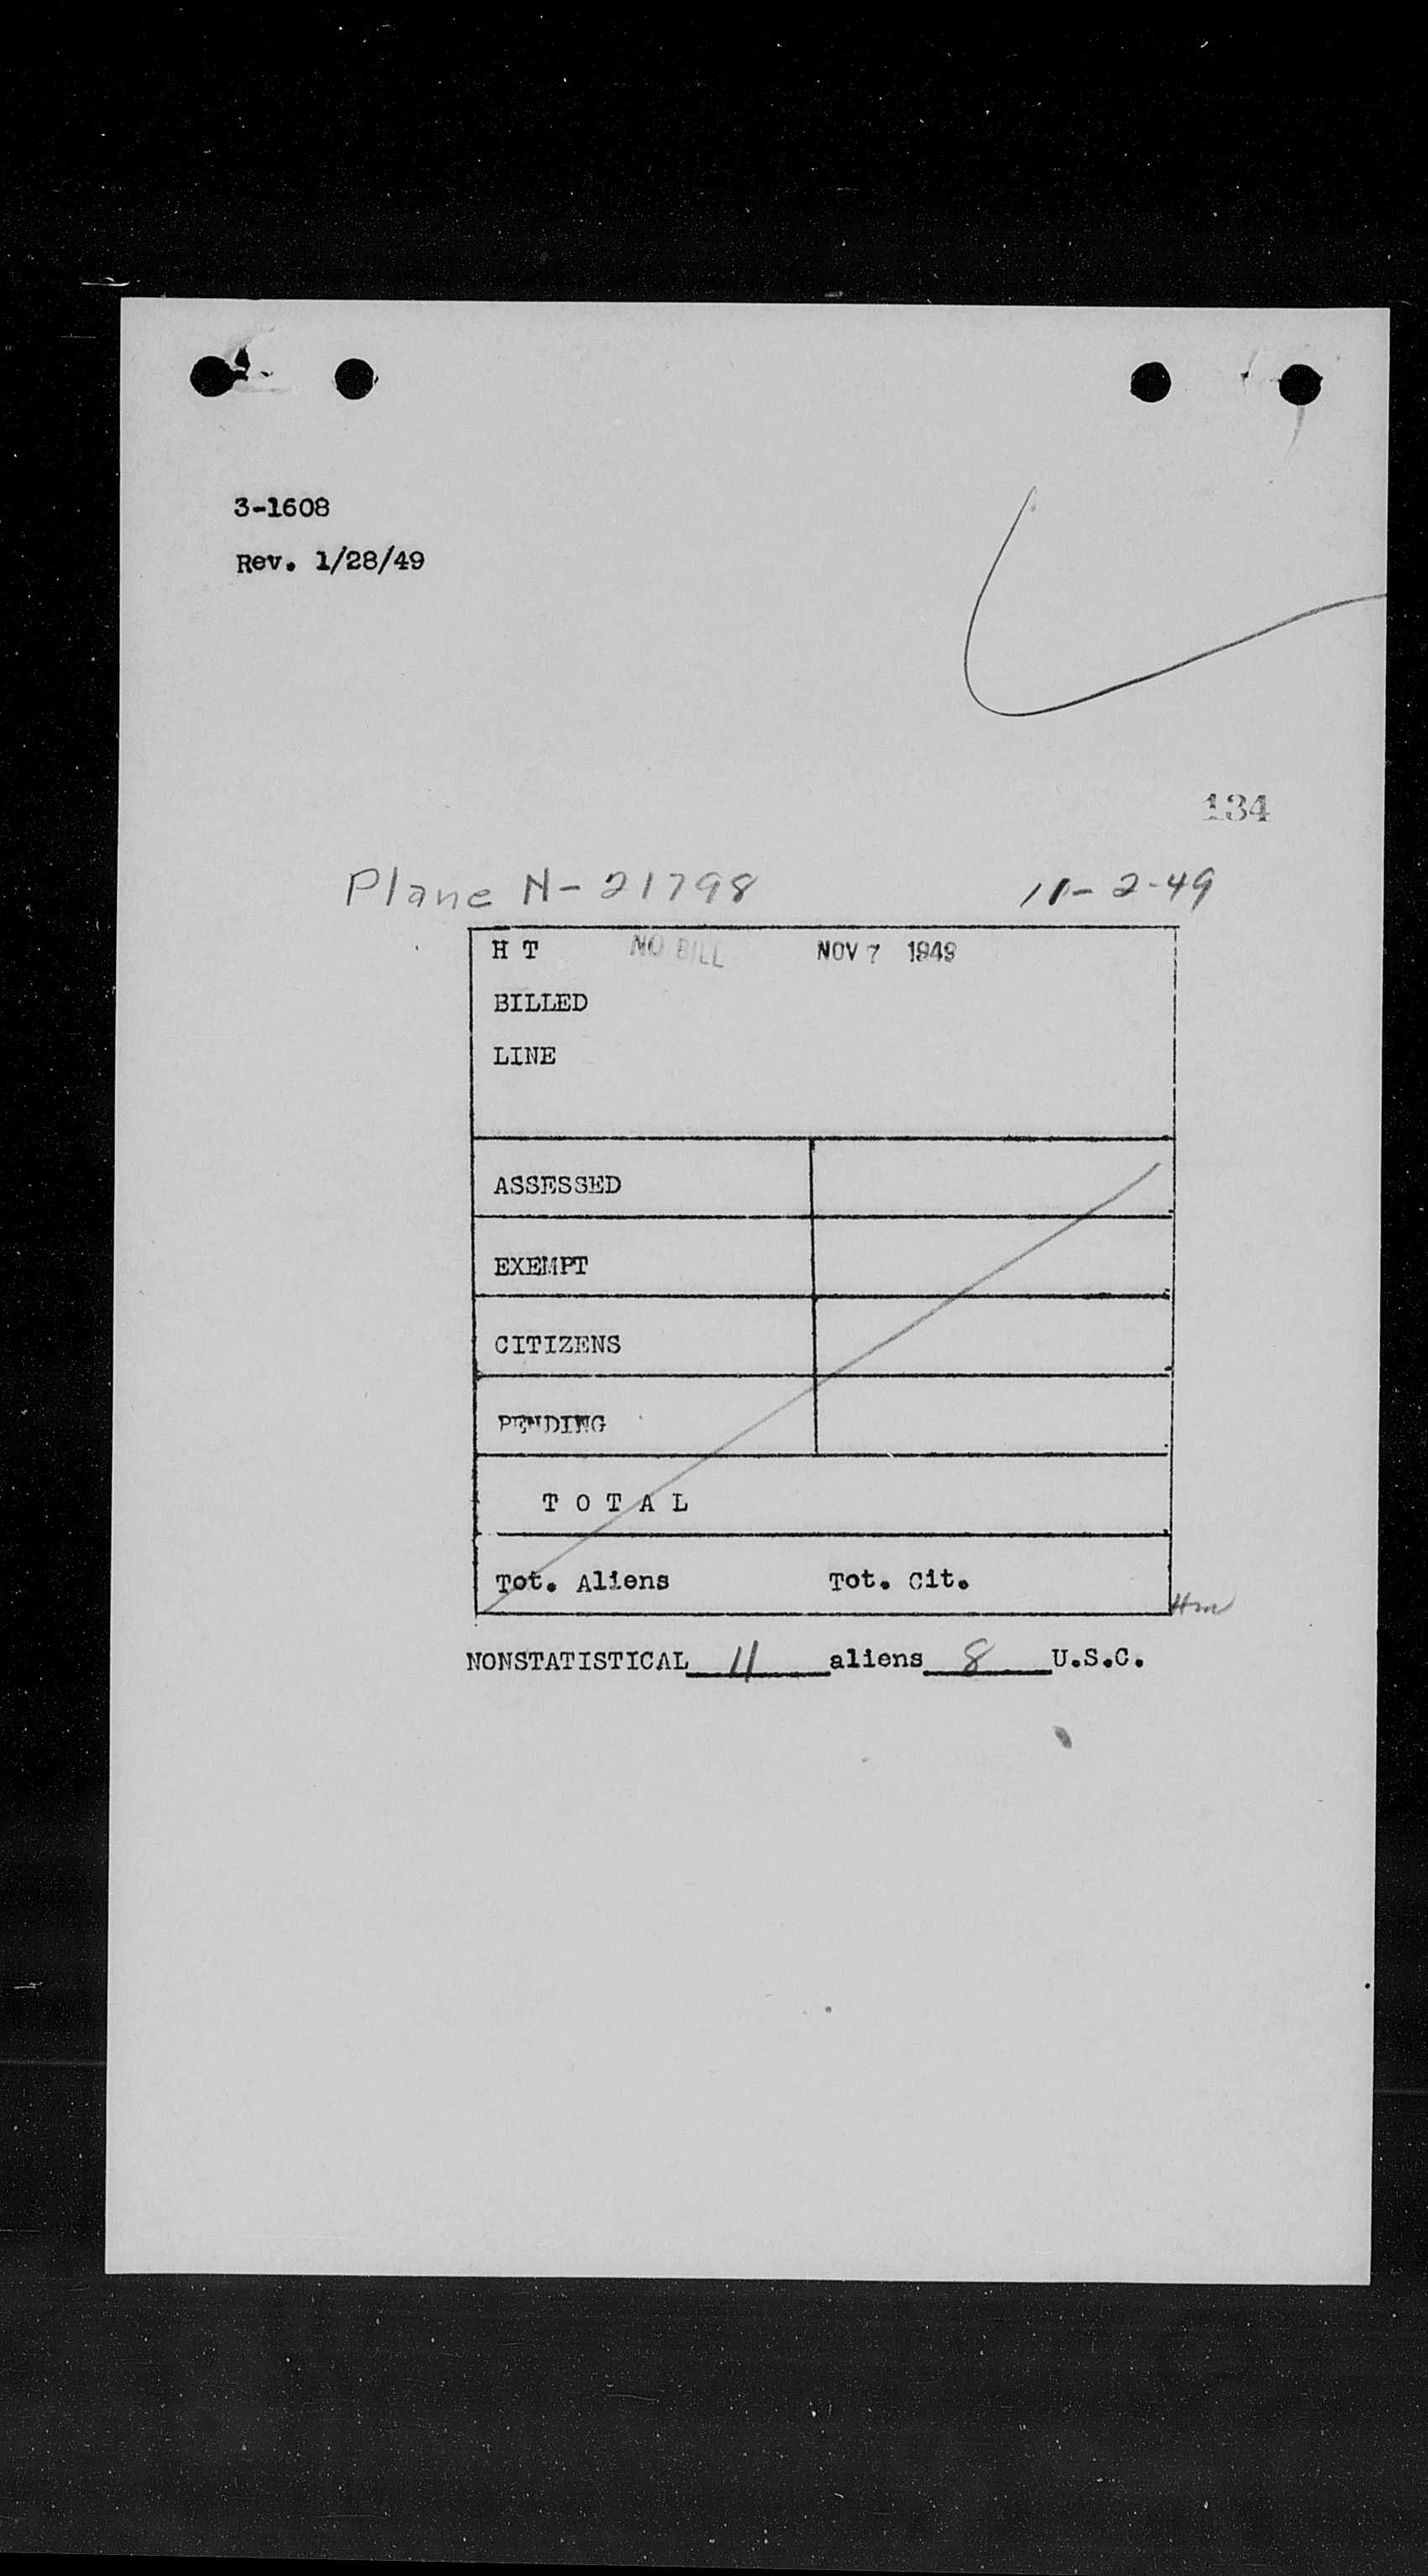 3-1608
Rev. 1/28/49
134
Plane N-21798 11-2-49
H T NO BILL NOV 7 1949
BILLED
LINE
ASSESSED
EXEMPT
CITIZENS
PENDING
T O T A L
Tot. Aliens Tot. Cit.
NONSTATISTICAL 11 aliens 8 U.S.C.